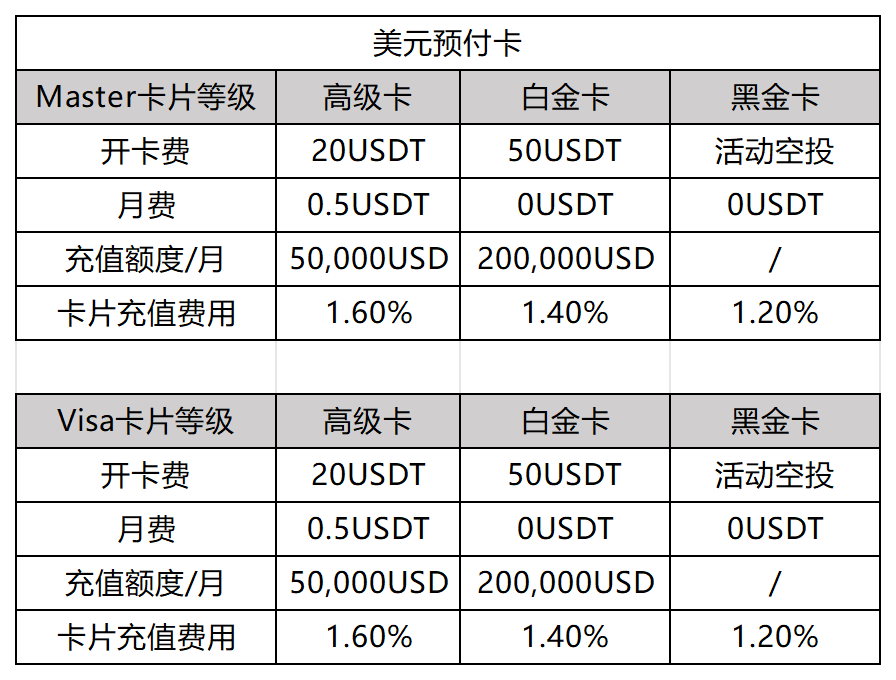 美元预付卡
Master卡片等级 高级卡 白金卡 黑金卡
开卡费 20USDT 50USDT 活动空投
月费 0.5USDT 0USDT 0USDT
充值额度/月 50,000USD 200,000USD /
卡片充值费用 1.60% 1.40% 1.20%
Visa卡片等级 高级卡 白金卡 黑金卡
开卡费 20USDT 50USDT 活动空投
月费 0.5USDT 0USDT 0USDT
充值额度/月 50,000USD 200,000USD /
卡片充值费用 1.60% 1.40% 1.20%